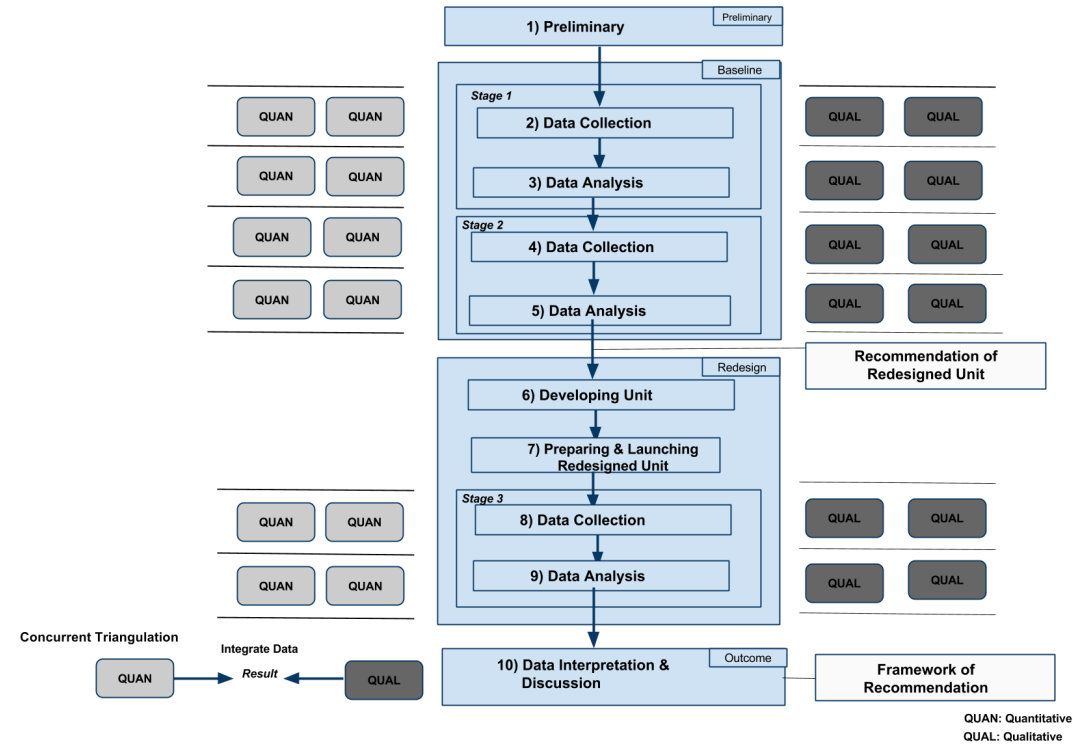 1) Preliminary
Preliminary
Baseline
Stage 1
QUAN QUAN
2) Data Collection
QUAL QUAL
QUAN QUAN
3) Data Analysis
QUAL QUAL
Stage 2
QUAN QUAN
4) Data Collection
QUAL QUAL
QUAN QUAN
5) Data Analysis
QUAL QUAL
Recommendation of
Redesigned Unit
Redesign
6) Developing Unit
7) Preparing & Launching
Redesigned Unit
Stage 3
QUAN QUAN
8) Data Collection
QUAL QUAL
QUAN QUAN
9) Data Analysis
QUAL QUAL
Concurrent Triangulation
Integrate Data
Result
QUAN
QUAL
Outcome
10) Data Interpretation &
Discussion
Framework of
Recommendation
QUAN: Quantitative
QUAL: Qualitative